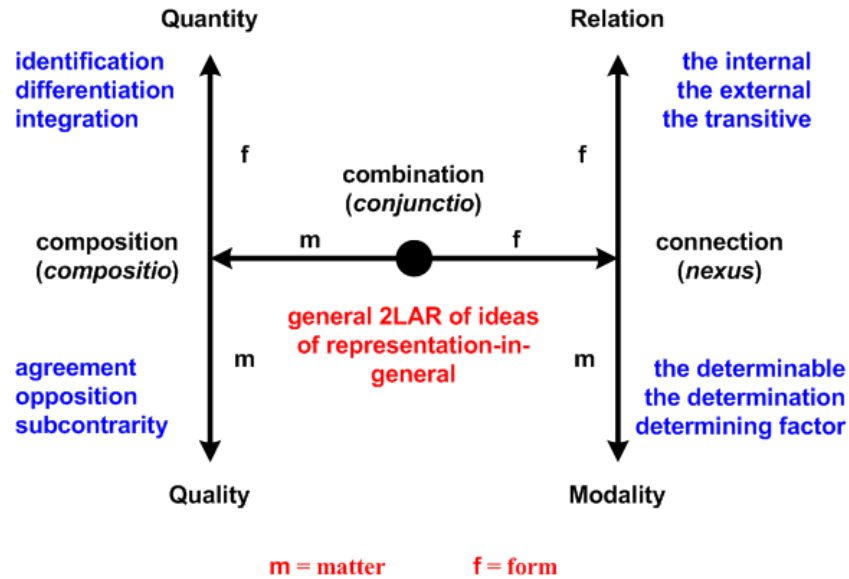 Quantity
Relation
identification
differentiation
integration
the internal
the external
the transitive
f
f
combination
(conjunctio)
composition
(compositio)
m
f
connection
(nexus)
general 2LAR of ideas
of representation-in-
general
m
m
agreement
opposition
subcontrarity
the determinable
the determination
determining factor
Quality
Modality
m = matter
f = form